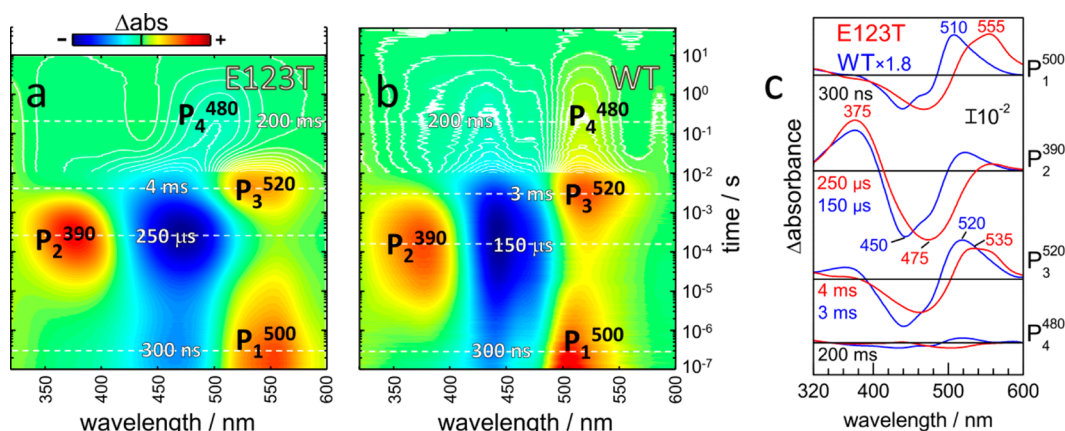 Δabs
- +
a E123T
P₄⁴⁸⁰
200 ms
4 ms
P₃⁵²⁰
P₂³⁹⁰
250 µs
P₁⁵⁰⁰
300 ns
350 400 450 500 550 600
wavelength / nm
b WT
P₄⁴⁸⁰
200 ms
3 ms
P₃⁵²⁰
P₂³⁹⁰
150 µs
P₁⁵⁰⁰
300 ns
350 400 450 500 550 600
wavelength / nm
10¹
10⁰
10⁻¹
10⁻²
10⁻³
10⁻⁴
10⁻⁵
10⁻⁶
10⁻⁷
time / s
c
E123T
WT×1.8
510 555
P₁⁵⁰⁰
300 ns
10⁻²
375
P₂³⁹⁰
250 µs
150 µs
450 475
520 535
P₃⁵²⁰
4 ms
3 ms
P₄⁴⁸⁰
200 ms
320 400 500 600
wavelength / nm
Δabsorbance